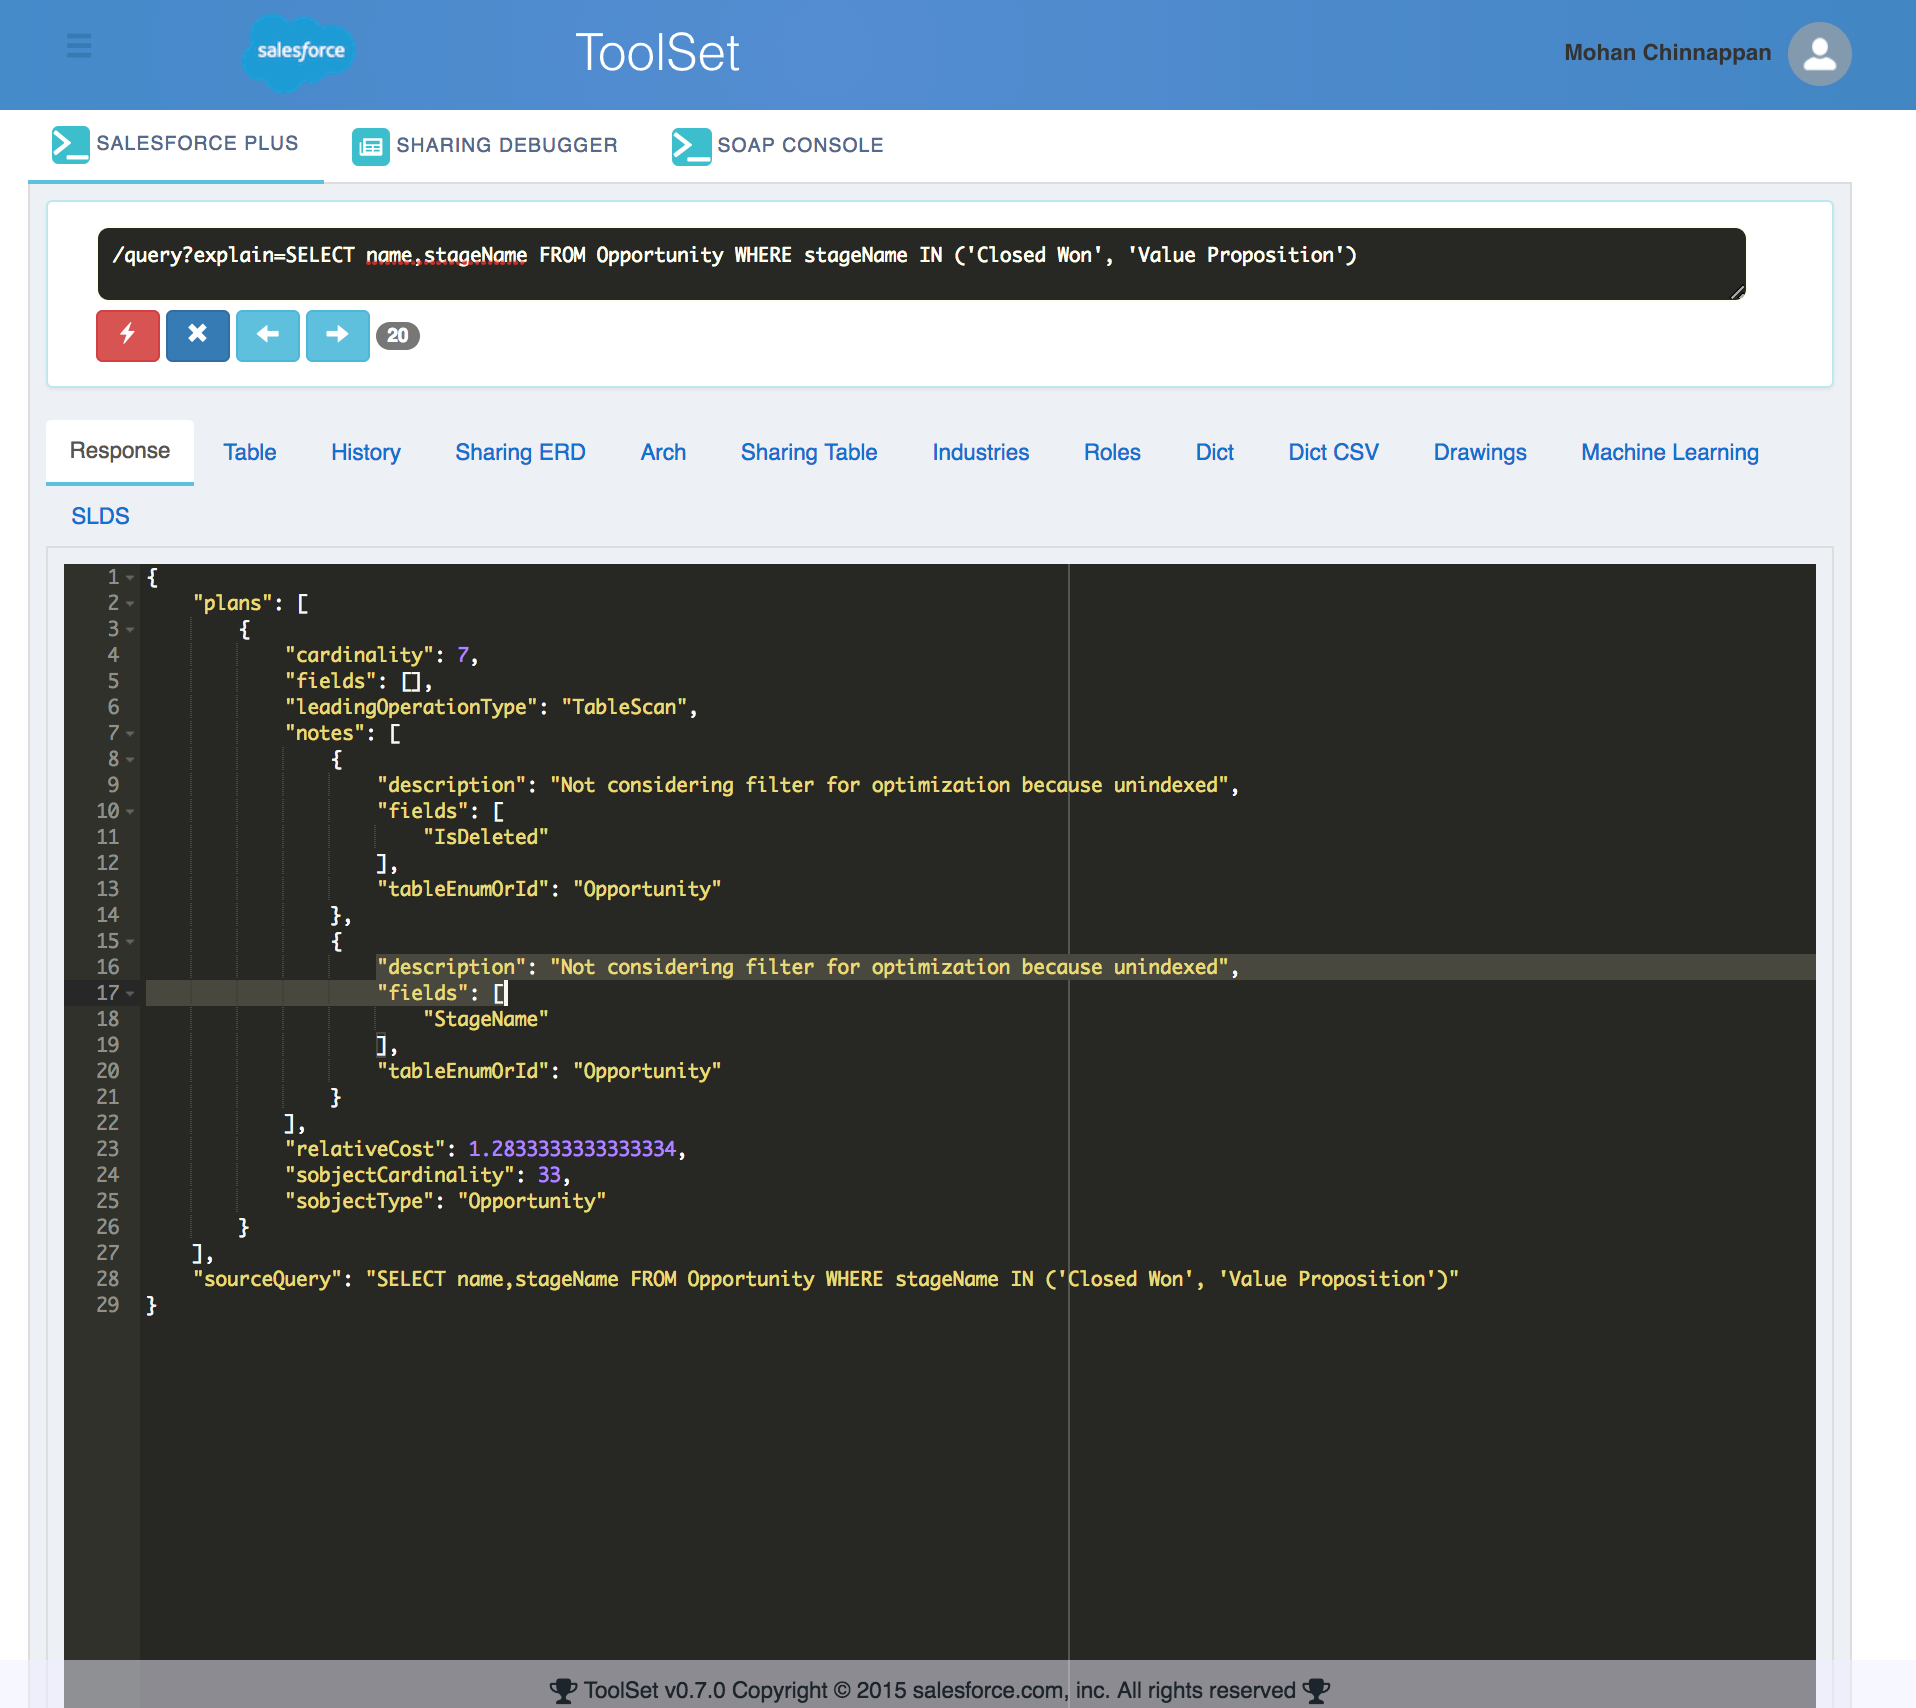 salesforce
ToolSet
Mohan Chinnappan
SALESFORCE PLUS
SHARING DEBUGGER
SOAP CONSOLE
/query?explain=SELECT name,stageName FROM Opportunity WHERE stageName IN ('Closed Won', 'Value Proposition')
20
Response Table History Sharing ERD Arch Sharing Table Industries Roles Dict Dict CSV Drawings Machine Learning
SLDS
1 {
2 "plans": [
3 {
4 "cardinality": 7,
5 "fields": [],
6 "leadingOperationType": "TableScan",
7 "notes": [
8 {
9 "description": "Not considering filter for optimization because unindexed",
10 "fields": [
11 "IsDeleted"
12 ],
13 "tableEnumOrId": "Opportunity"
14 },
15 {
16 "description": "Not considering filter for optimization because unindexed",
17 "fields": [
18 "StageName"
19 ],
20 "tableEnumOrId": "Opportunity"
21 }
22 ],
23 "relativeCost": 1.2833333333333334,
24 "sobjectCardinality": 33,
25 "sobjectType": "Opportunity"
26 }
27 ],
28 "sourceQuery": "SELECT name,stageName FROM Opportunity WHERE stageName IN ('Closed Won', 'Value Proposition')"
29 }
ToolSet v0.7.0 Copyright © 2015 salesforce.com, inc. All rights reserved